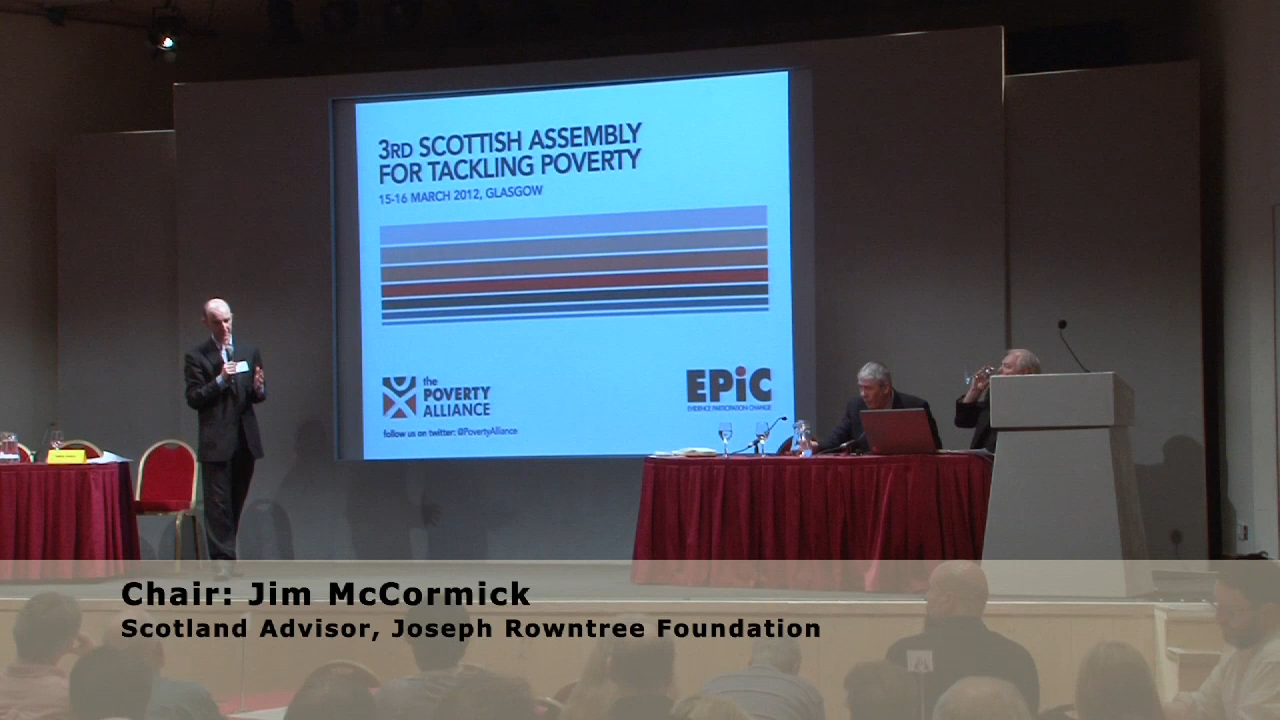 3RD SCOTTISH ASSEMBLY
FOR TACKLING POVERTY
15-16 MARCH 2012, GLASGOW
the
POVERTY
ALLIANCE
follow us on twitter: @PovertyAlliance
EPiC
EVIDENCE PARTICIPATION CHANGE
Chair: Jim McCormick
Scotland Advisor, Joseph Rowntree Foundation